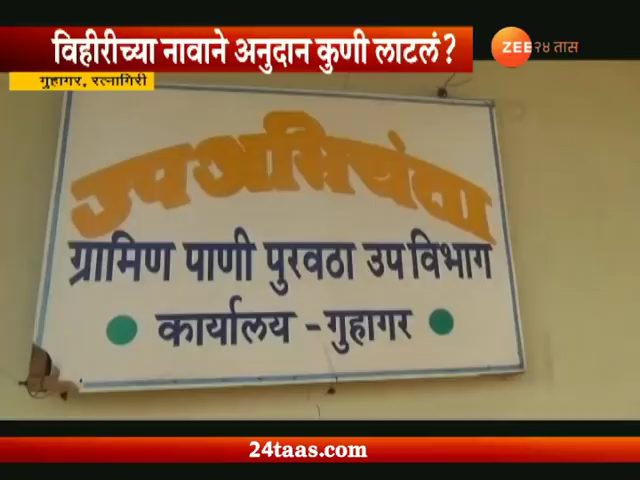 विहीरीच्या नावाने अनुदान कुणी लाटलं?
ZEE २४ तास
गुहागर, रत्नागिरी
उपअभियंता
ग्रामिण पाणी पुरवठा उप विभाग
कार्यालय - गुहागर
24taas.com